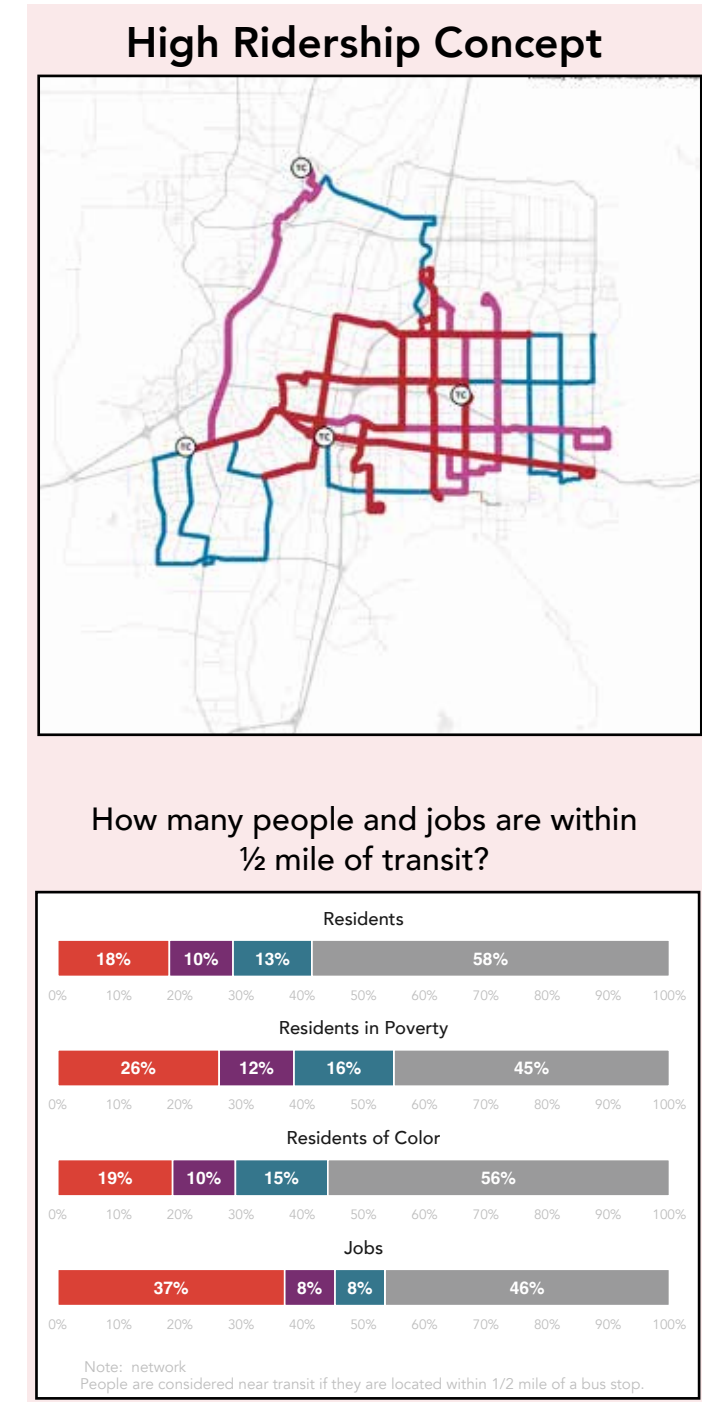 High Ridership Concept
TC
TC
TC
TC
How many people and jobs are within
½ mile of transit?
Residents
18% 10% 13% 58%
0% 10% 20% 30% 40% 50% 60% 70% 80% 90% 100%
Residents in Poverty
26% 12% 16% 45%
0% 10% 20% 30% 40% 50% 60% 70% 80% 90% 100%
Residents of Color
19% 10% 15% 56%
0% 10% 20% 30% 40% 50% 60% 70% 80% 90% 100%
Jobs
37% 8% 8% 46%
0% 10% 20% 30% 40% 50% 60% 70% 80% 90% 100%
Note: network
People are considered near transit if they are located within 1/2 mile of a bus stop.